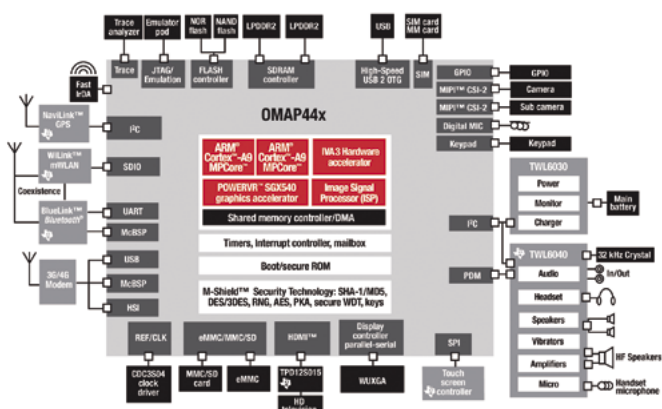 Trace
analyzer
Emulator
pod
NOR
flash
NAND
flash
LPDDR2
LPDDR2
USB
SIM card
MM card
Trace
JTAG/
Emulation
FLASH
controller
SDRAM
controller
High-Speed
USB 2 OTG
SIM
GPIO
GPIO
Fast
IrDA
MIPI™ CSI-2
Camera
MIPI™ CSI-2
Sub camera
NaviLink™
GPS
I²C
OMAP44x
Digital MIC
Keypad
Keypad
ARM®
Cortex™-A9
MPCore™
ARM®
Cortex™-A9
MPCore™
IVA3 Hardware
accelerator
WiLink™
mWLAN
SDIO
TWL6030
Power
Monitor
Charger
Main
battery
POWERVR™ SGX540
graphics accelerator
Image Signal
Processor (ISP)
Coexistence
Shared memory controller/DMA
BlueLink™
Bluetooth®
UART
McBSP
I²C
Timers, Interrupt controller, mailbox
TWL6040
32 kHz Crystal
3G/4G
Modem
USB
McBSP
HSI
Boot/secure ROM
PDM
Audio
In/Out
M-Shield™ Security Technology: SHA-1/MD5,
DES/3DES, RNG, AES, PKA, secure WDT, keys
Headset
Speakers
Vibrators
Amplifiers
HF Speakers
Micro
Handset
microphone
REF/CLK
eMMC/MMC/SD
HDMI™
Display
controller
parallel-serial
SPI
CDC3S04
clock
driver
MMC/SD
card
eMMC
TPD12S015
HD
WUXGA
Touch
screen
controller